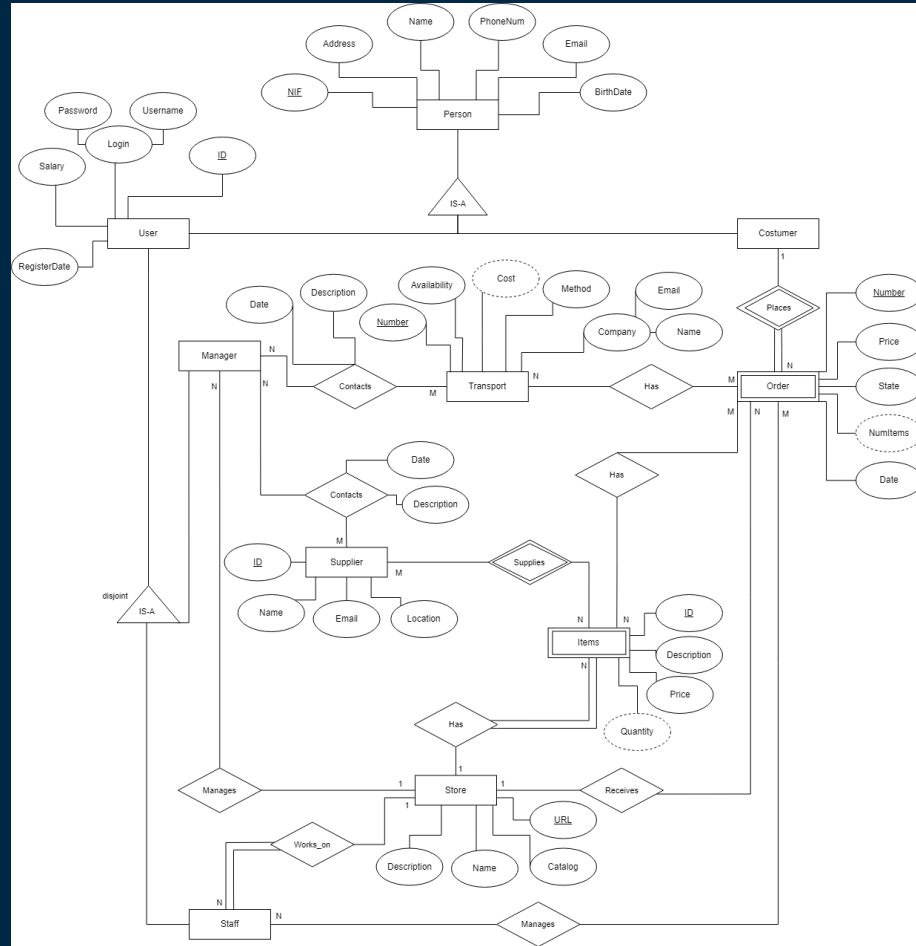 Name
PhoneNum
Address
Email
NIF
BirthDate
Person
Password
Username
Login
ID
Salary
IS-A
User
Costumer
RegisterDate
1
Cost
Availability
Method
Email
Date
Description
Number
Company
Name
Places
Number
Price
Manager
N
N
N
Contacts
M
Transport
N
Has
M
N
Order
State
M
N
M
NumItems
Date
Date
Contacts
Description
Has
M
ID
Supplier
M
Supplies
disjoint
IS-A
Name
Email
Location
N
N
ID
Items
N
Description
Price
Has
Quantity
1
Manages
1
Store
1
Receives
1
URL
Works_on
Description
Name
Catalog
N
Staff
N
Manages